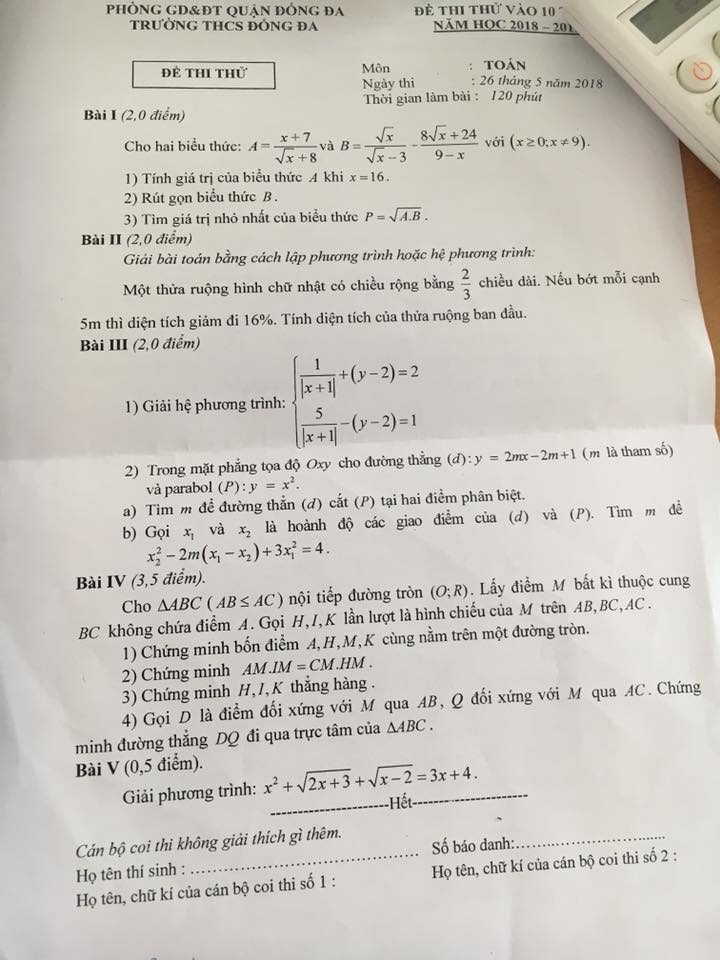 PHÒNG GD&ĐT QUẬN ĐỐNG ĐA
TRƯỜNG THCS ĐỐNG ĐA
ĐỀ THI THỬ VÀO 10
NĂM HỌC 2018 – 201
ĐỀ THI THỬ
Môn : TOÁN
Ngày thi : 26 tháng 5 năm 2018
Thời gian làm bài : 120 phút
Bài I (2,0 điểm)
Cho hai biểu thức: A = (x+7)/(√x+8) và B = √x/(√x−3) - (8√x+24)/(9−x) với (x≥0; x≠9).
1) Tính giá trị của biểu thức A khi x=16.
2) Rút gọn biểu thức B.
3) Tìm giá trị nhỏ nhất của biểu thức P = √(A.B).
Bài II (2,0 điểm)
Giải bài toán bằng cách lập phương trình hoặc hệ phương trình:
Một thửa ruộng hình chữ nhật có chiều rộng bằng 2/3 chiều dài. Nếu bớt mỗi cạnh
5m thì diện tích giảm đi 16%. Tính diện tích của thửa ruộng ban đầu.
Bài III (2,0 điểm)
1) Giải hệ phương trình: { 1/|x+1| + (y−2) = 2
5/|x+1| − (y−2) = 1
2) Trong mặt phẳng tọa độ Oxy cho đường thẳng (d): y = 2mx−2m+1 (m là tham số)
và parabol (P): y = x².
a) Tìm m để đường thẳn (d) cắt (P) tại hai điểm phân biệt.
b) Gọi x₁ và x₂ là hoành độ các giao điểm của (d) và (P). Tìm m để
x₂² − 2m(x₁ − x₂) + 3x₁² = 4.
Bài IV (3,5 điểm).
Cho ΔABC ( AB ≤ AC ) nội tiếp đường tròn (O;R). Lấy điểm M bất kì thuộc cung
BC không chứa điểm A. Gọi H, I, K lần lượt là hình chiếu của M trên AB, BC, AC.
1) Chứng minh bốn điểm A, H, M, K cùng nằm trên một đường tròn.
2) Chứng minh AM.IM = CM.HM.
3) Chứng minh H, I, K thẳng hàng.
4) Gọi D là điểm đối xứng với M qua AB, Q đối xứng với M qua AC. Chứng
minh đường thẳng DQ đi qua trực tâm của ΔABC.
Bài V (0,5 điểm).
Giải phương trình: x² + √(2x+3) + √(x−2) = 3x + 4.
-----------------------Hết-----------------------
Cán bộ coi thi không giải thích gì thêm.
Họ tên thí sinh : ........................................
Số báo danh:..............................
Họ tên, chữ kí của cán bộ coi thi số 1 :
Họ tên, chữ kí của cán bộ coi thi số 2 :